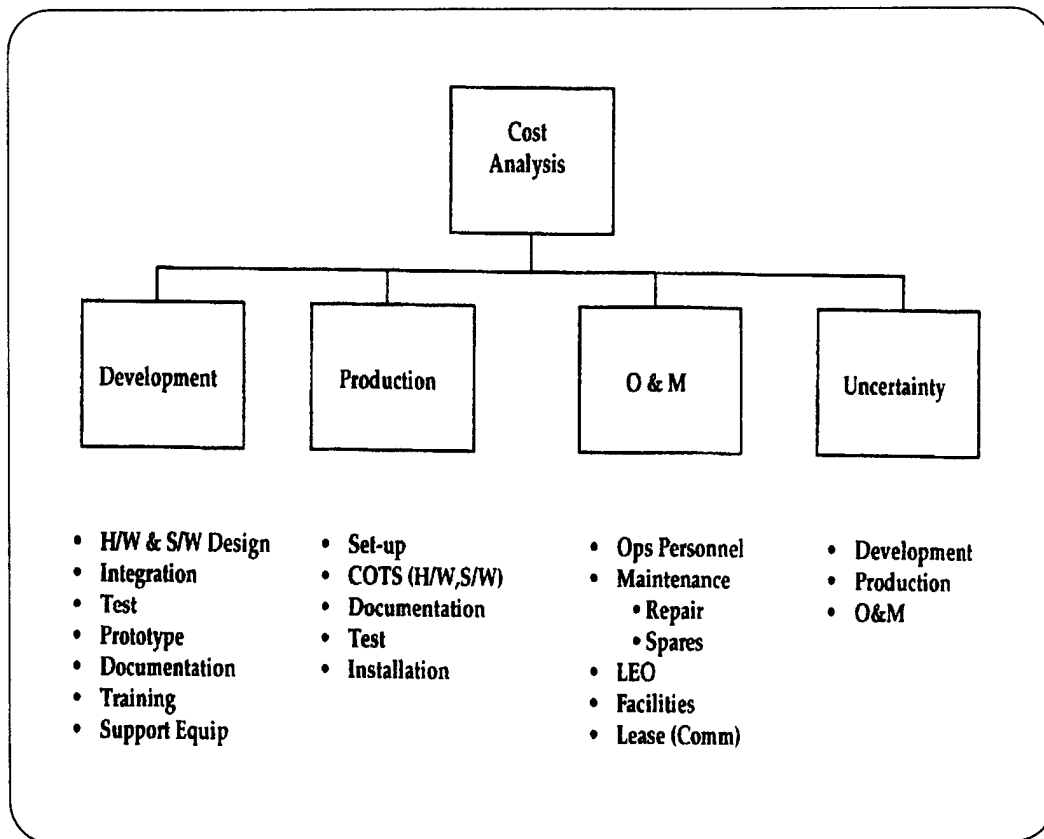 Cost
Analysis
Development
Production
O & M
Uncertainty
• H/W & S/W Design
• Integration
• Test
• Prototype
• Documentation
• Training
• Support Equip
• Set-up
• COTS (H/W,S/W)
• Documentation
• Test
• Installation
• Ops Personnel
• Maintenance
• Repair
• Spares
• LEO
• Facilities
• Lease (Comm)
• Development
• Production
• O&M